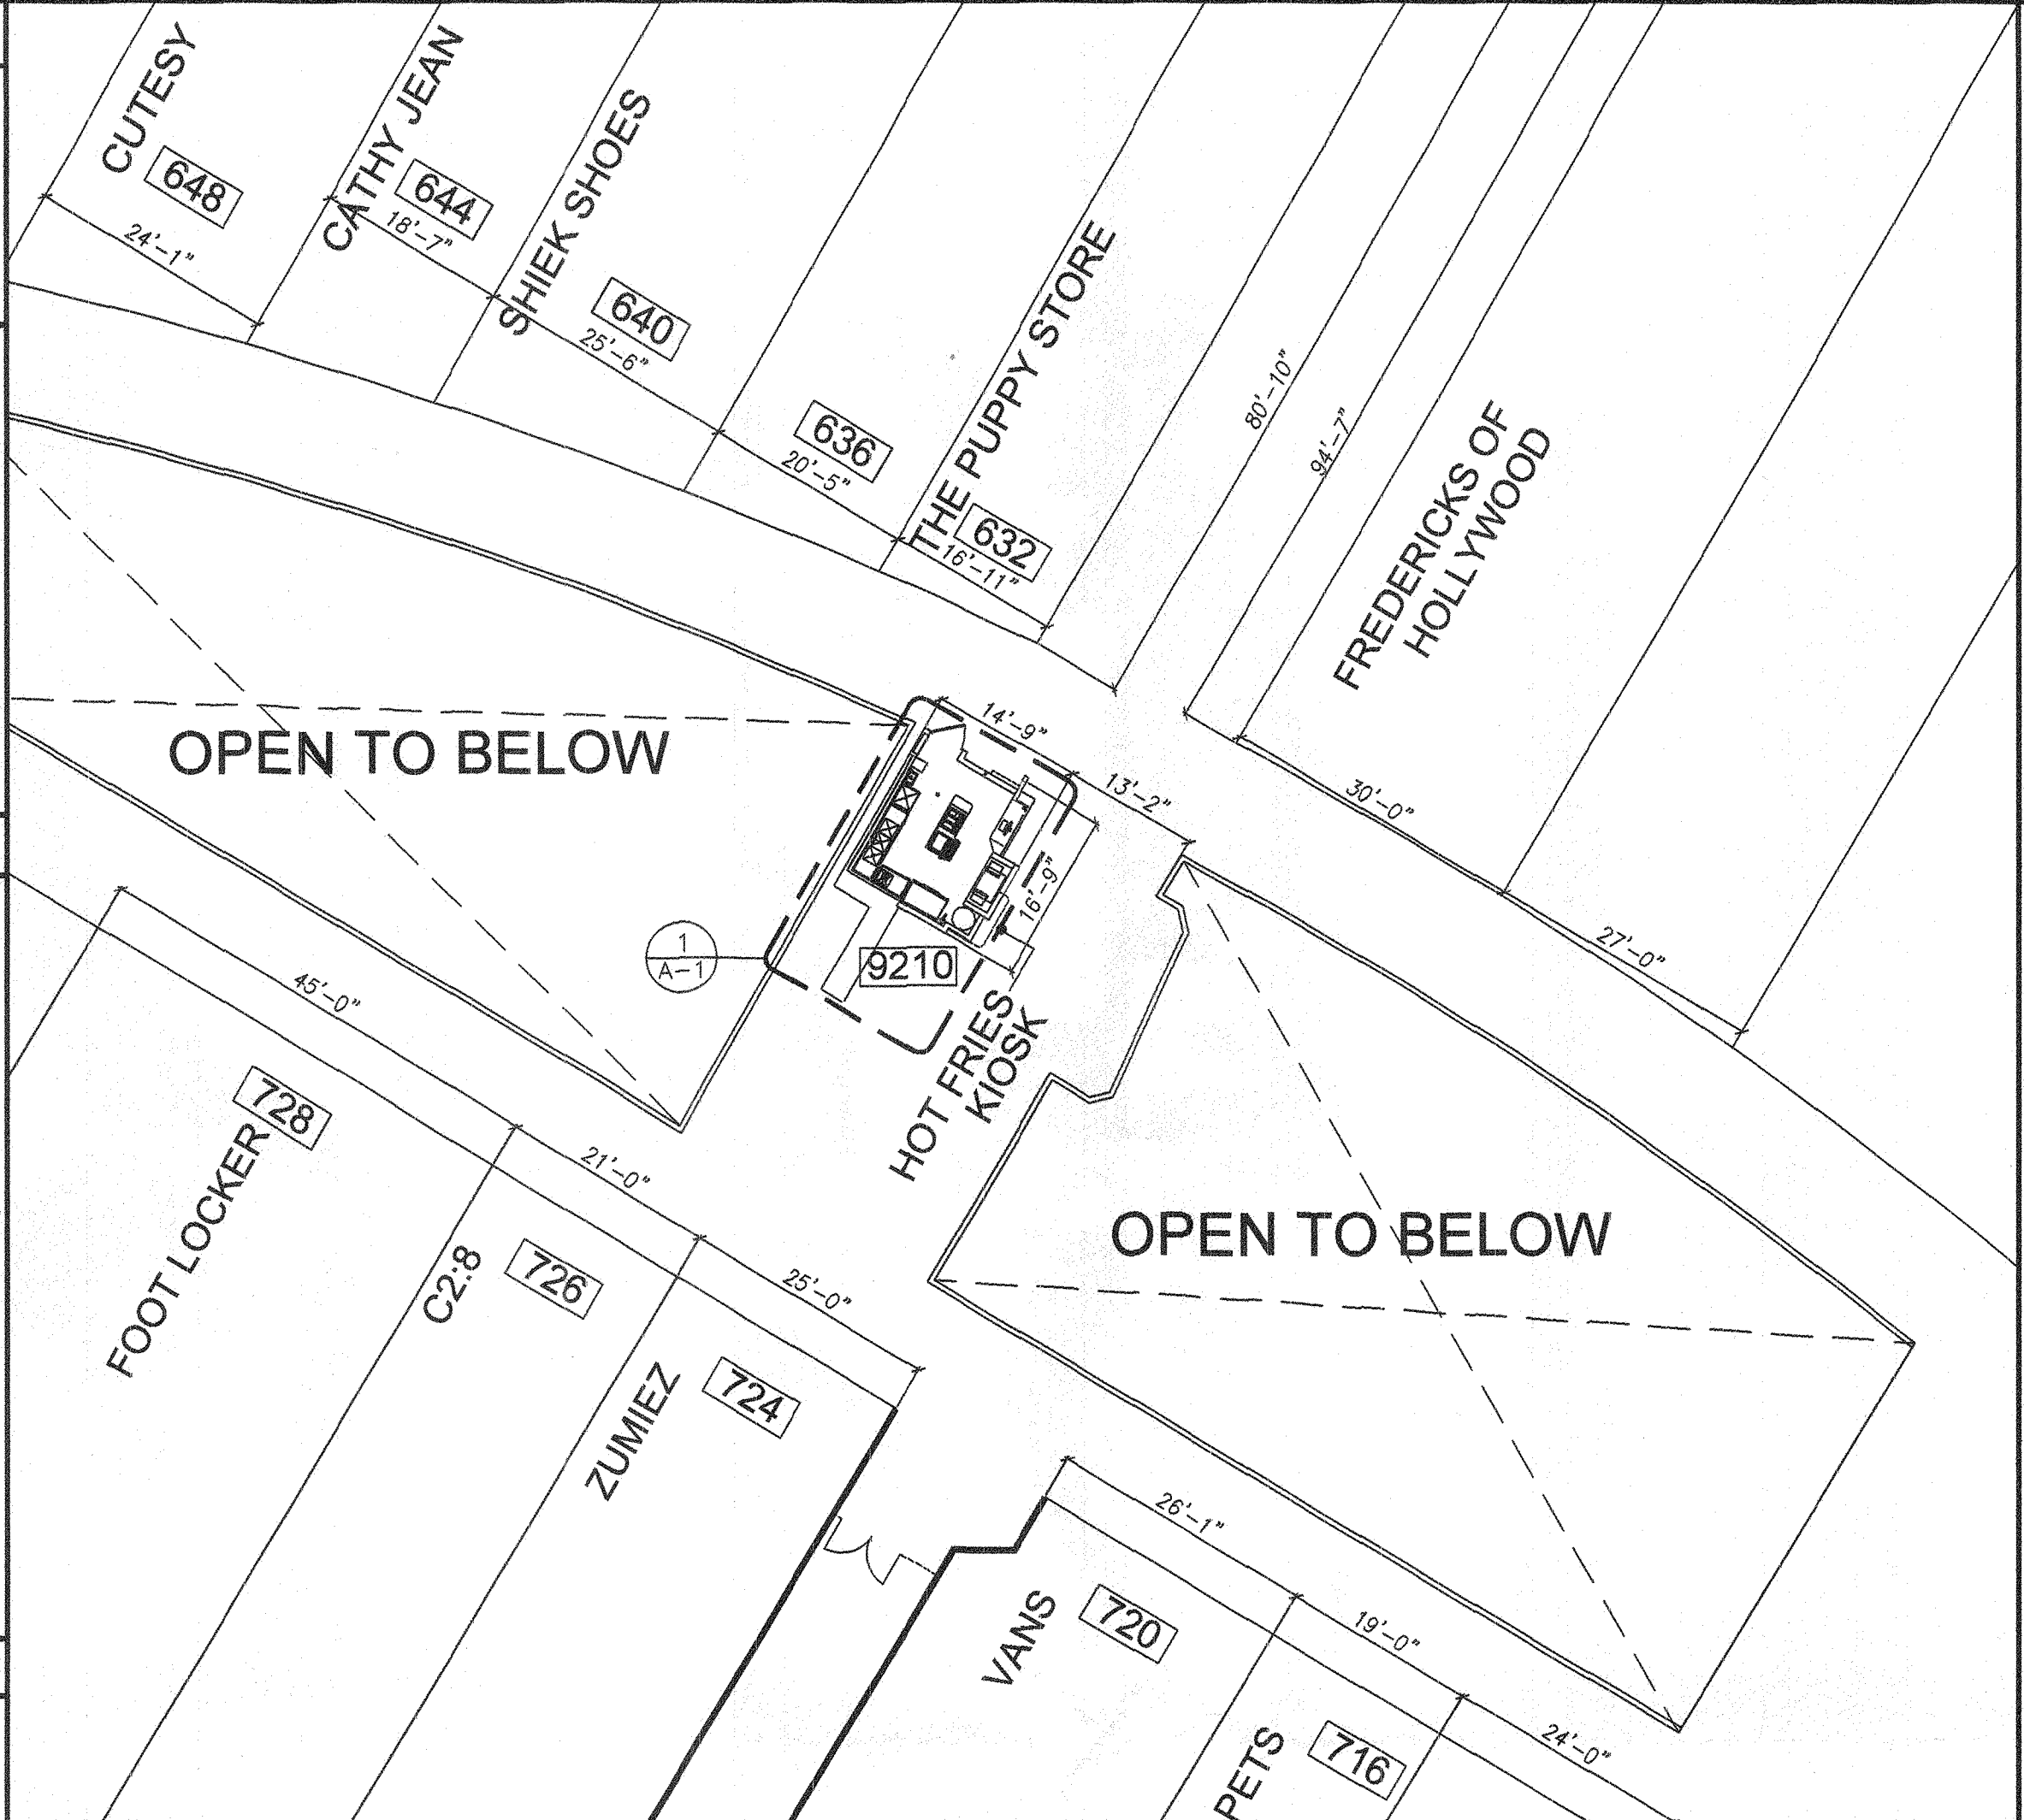 CUTESY
648
24'-1"
CATHY JEAN
644
18'-7"
SHIEK SHOES
640
25'-6"
636
20'-5"
THE PUPPY STORE
632
16'-11"
80'-10"
94'-7"
FREDERICKS OF
HOLLYWOOD
30'-0"
27'-0"
OPEN TO BELOW
14'-9"
13'-2"
16'-9"
1
A-1
9210
HOT FRIES
KIOSK
45'-0"
728
FOOT LOCKER
21'-0"
C2:8
726
25'-0"
ZUMIEZ
724
OPEN TO BELOW
26'-1"
VANS
720
19'-0"
PETS
716
24'-0"